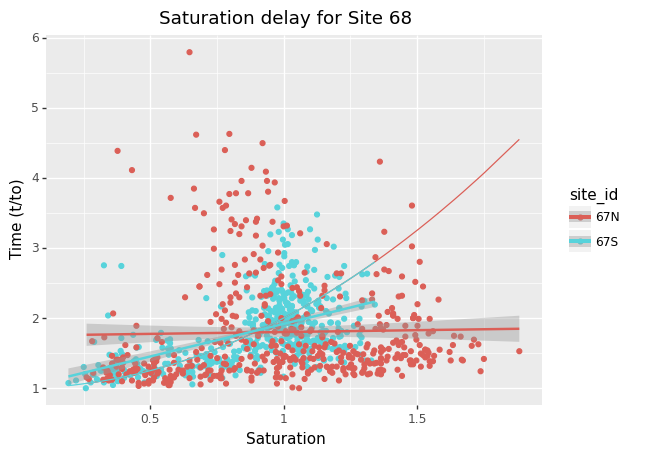 Saturation delay for Site 68
6
5
4
3
2
1
Time (t/to)
0.5
1
1.5
Saturation
site_id
67N
67S